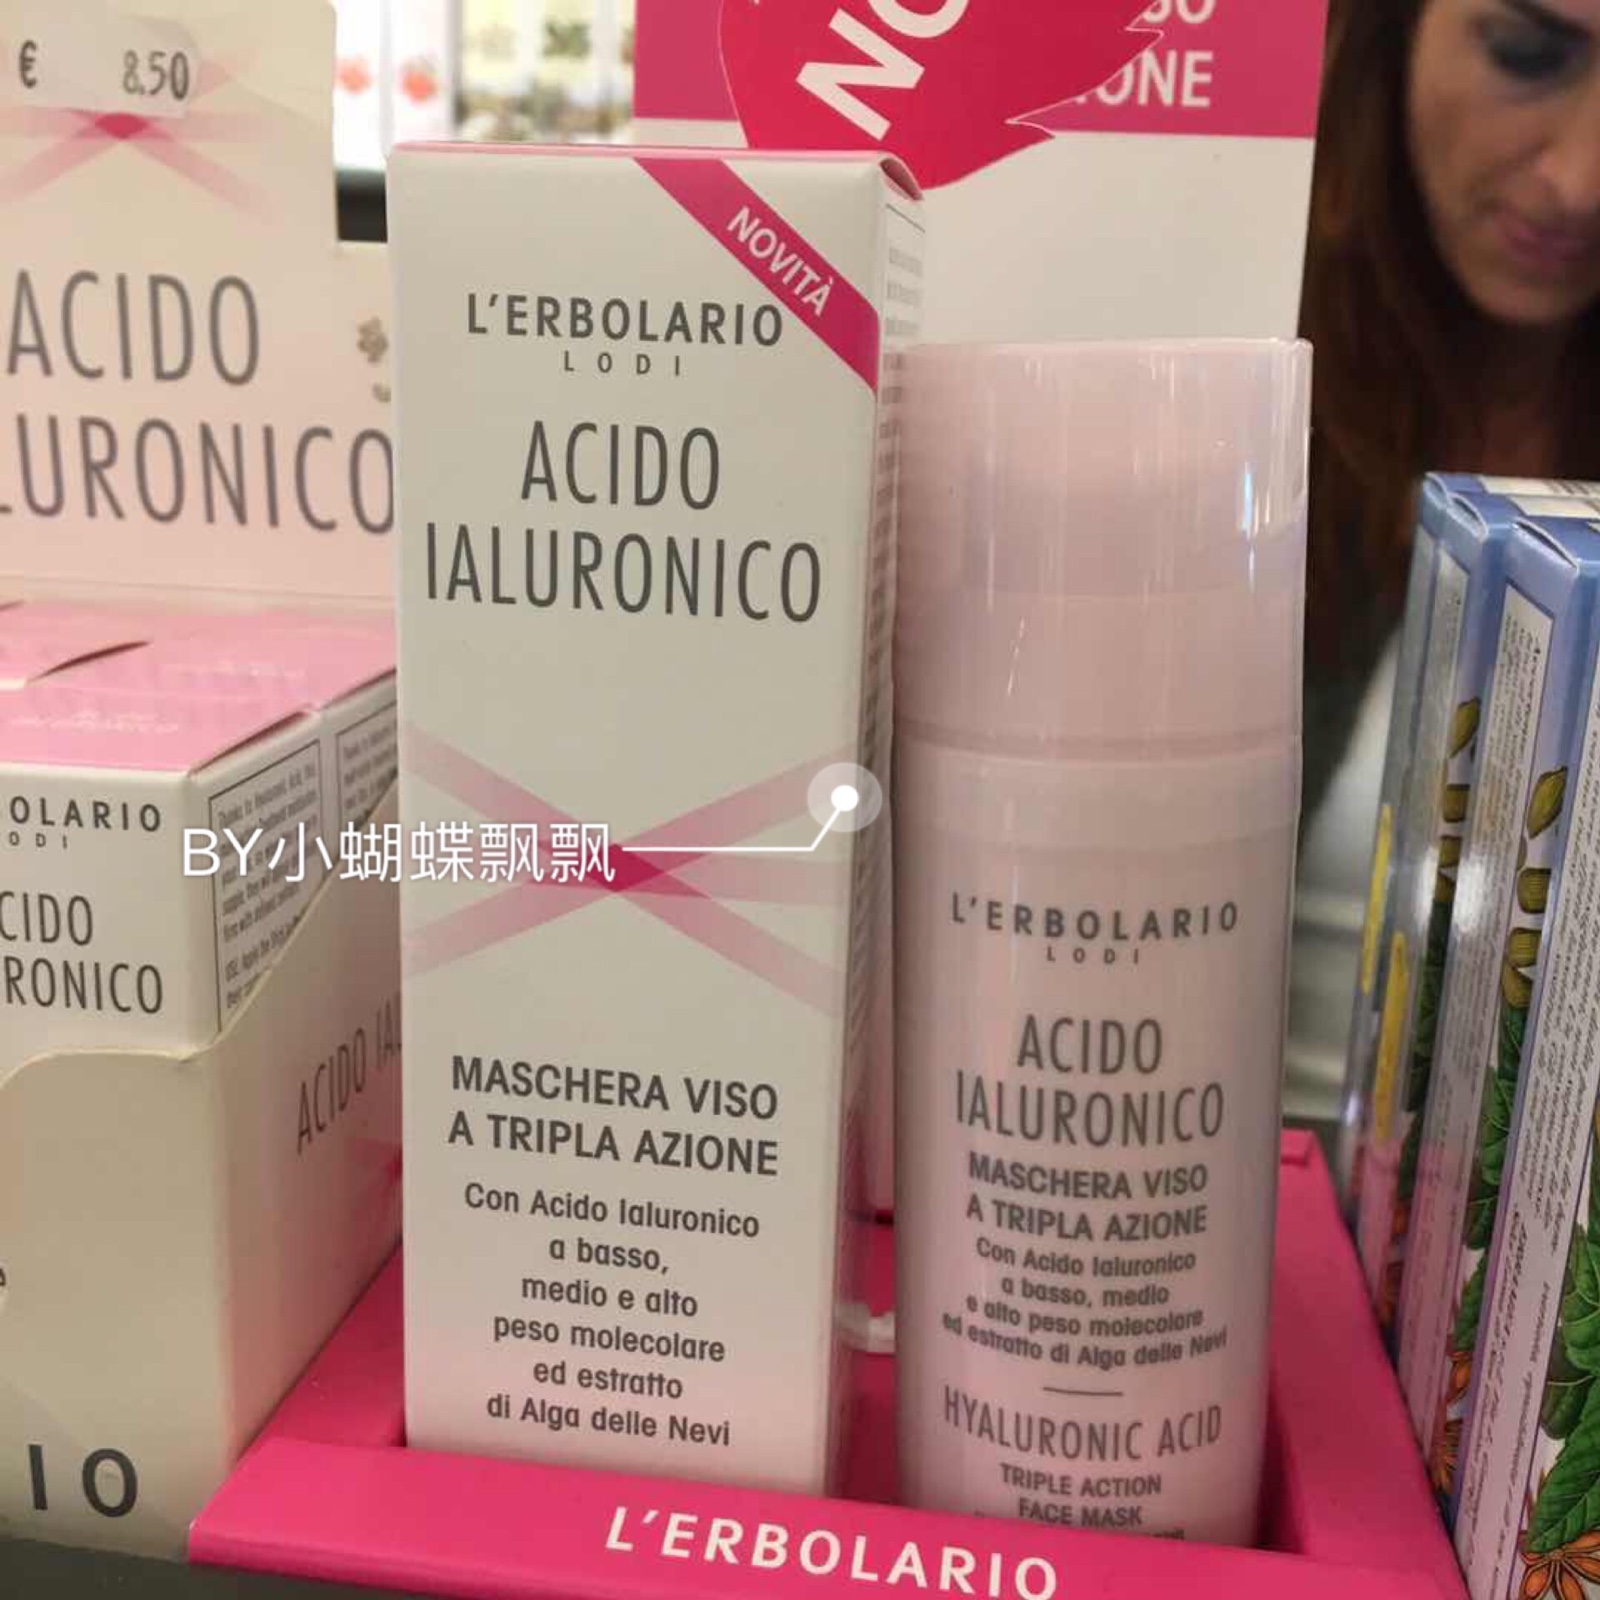 € 8.50
ACIDO
LURONICO
NO
ONE
NOVITÀ
L'ERBOLARIO
LODI
ACIDO
IALURONICO
MASCHERA VISO
A TRIPLA AZIONE
Con Acido Ialuronico
a basso,
medio e alto
peso molecolare
ed estratto
di Alga delle Nevi
BY小蝴蝶飘飘
OLARIO
ODI
CIDO
RONICO
ACIDO IA
IO
L'ERBOLARIO
LODI
ACIDO
IALURONICO
MASCHERA VISO
A TRIPLA AZIONE
Con Acido Ialuronico
a basso, medio
e alto peso molecolare
ed estratto di Alga delle Nevi
HYALURONIC ACID
TRIPLE ACTION
FACE MASK
L'ERBOLARIO